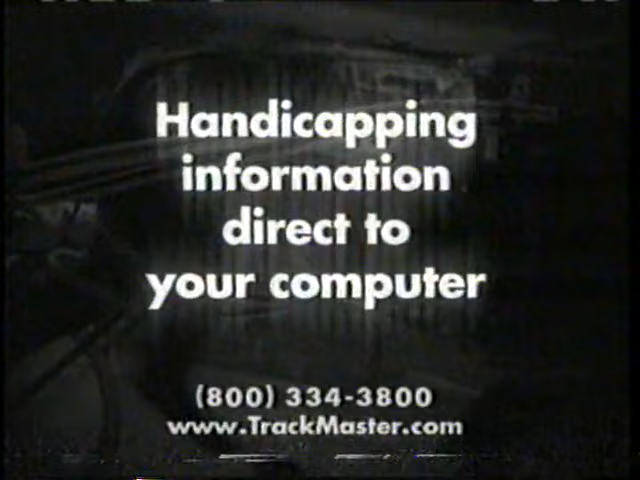 Handicapping
information
direct to
your computer
(800) 334-3800
www.TrackMaster.com